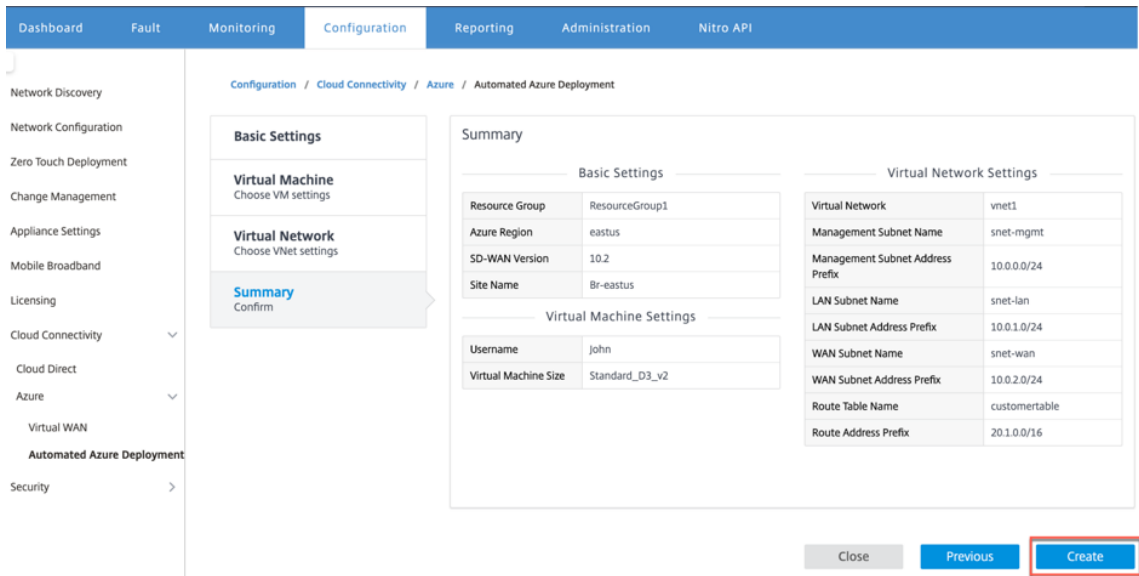 Dashboard Fault Monitoring Configuration Reporting Administration Nitro API
Network Discovery
Network Configuration
Zero Touch Deployment
Change Management
Appliance Settings
Mobile Broadband
Licensing
Cloud Connectivity
Cloud Direct
Azure
Virtual WAN
Automated Azure Deployment
Security
Configuration / Cloud Connectivity / Azure / Automated Azure Deployment
Basic Settings
Virtual Machine
Choose VM settings
Virtual Network
Choose VNet settings
Summary
Confirm
Summary
Basic Settings
Resource Group ResourceGroup1
Azure Region eastus
SD-WAN Version 10.2
Site Name Br-eastus
Virtual Machine Settings
Username John
Virtual Machine Size Standard_D3_v2
Virtual Network Settings
Virtual Network vnet1
Management Subnet Name snet-mgmt
Management Subnet Address
Prefix 10.0.0.0/24
LAN Subnet Name snet-lan
LAN Subnet Address Prefix 10.0.1.0/24
WAN Subnet Name snet-wan
WAN Subnet Address Prefix 10.0.2.0/24
Route Table Name customertable
Route Address Prefix 20.1.0.0/16
Close Previous Create